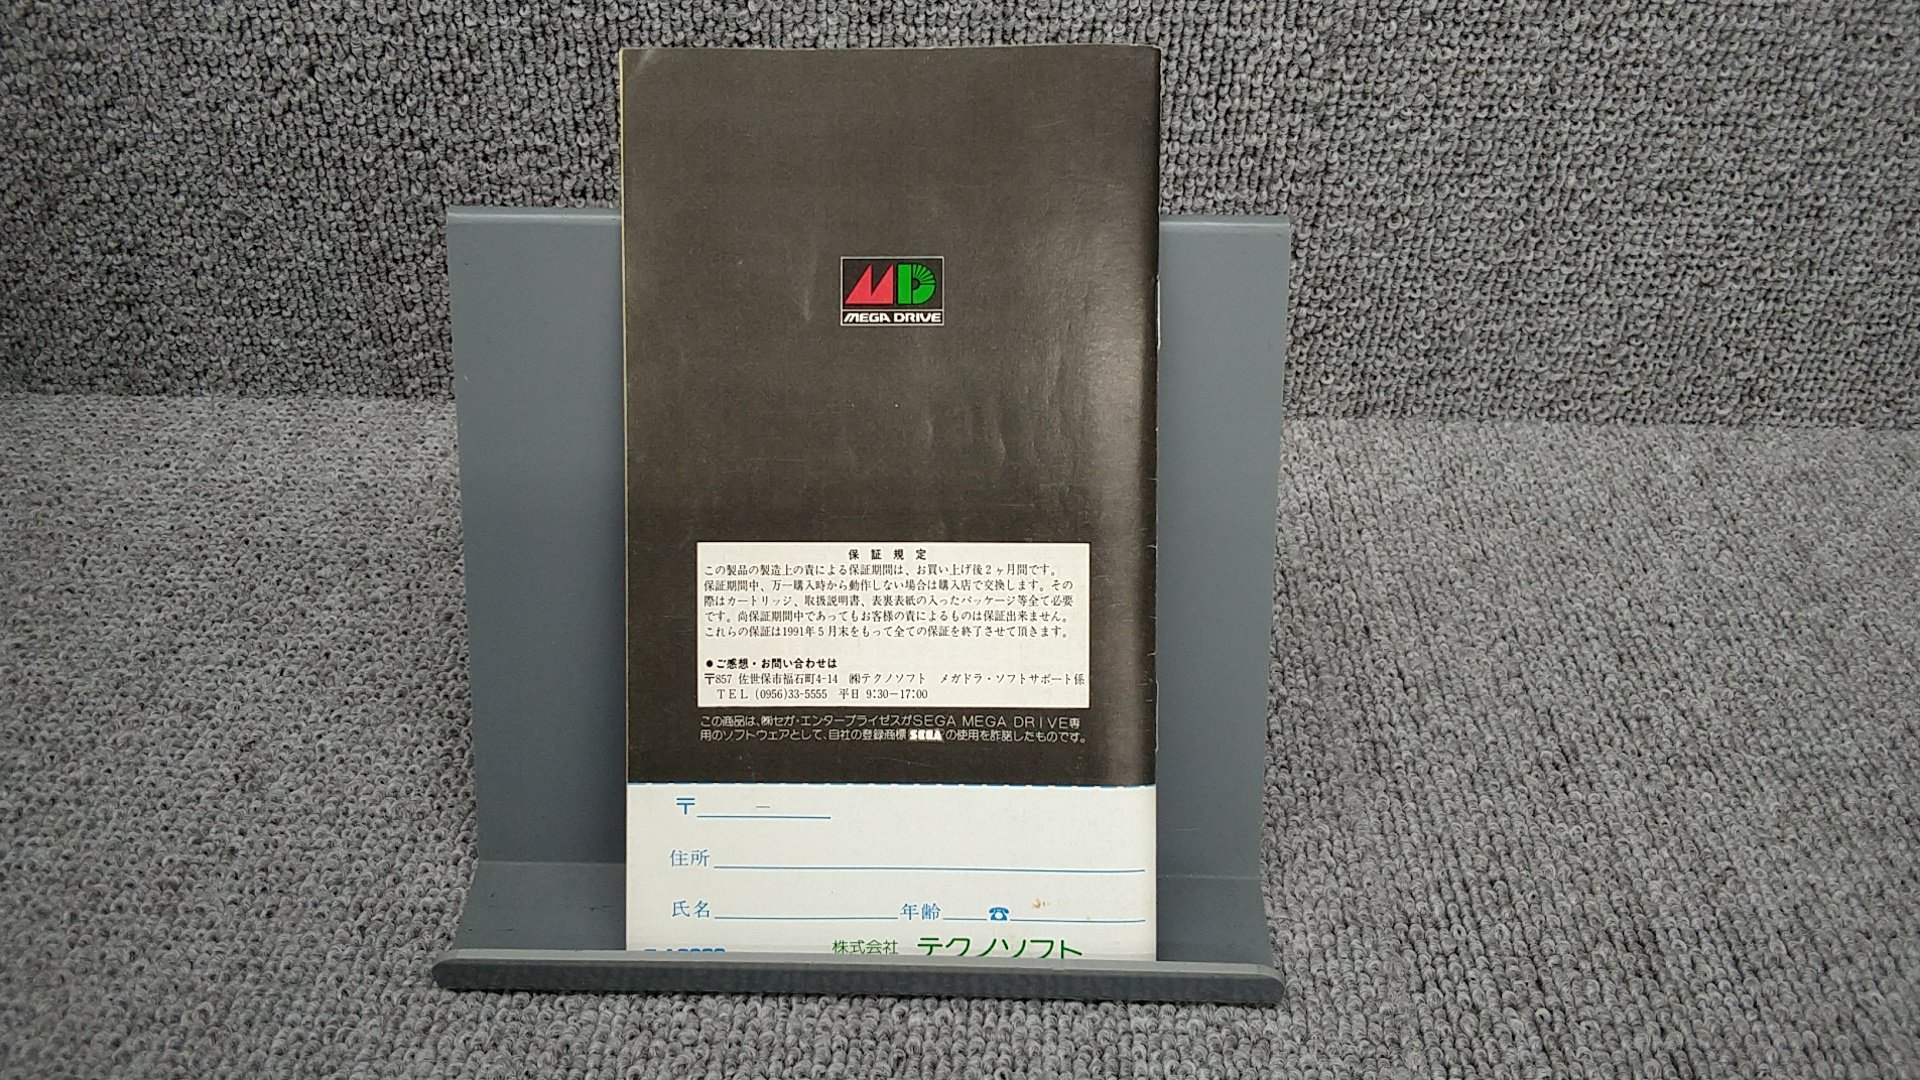 MD
MEGA DRIVE
保証規定
この製品の製造上の責による保証期間は、お買い上げ後2ヶ月間です。
保証期間中、万一購入時から動作しない場合は購入店で交換します。その
際はカートリッジ、取扱説明書、表裏表紙の入ったパッケージ等全て必要
です。尚保証期間中であってもお客様の責によるものは保証出来ません。
これらの保証は1991年5月末をもって全ての保証を終了させて頂きます。
●ご感想・お問い合わせは
〒857 佐世保市福石町4-14 ㈱テクノソフト メガドラ・ソフトサポート係
TEL (0956)33-5555 平日 9:30-17:00
この商品は、㈱セガ・エンタープライゼスがSEGA MEGA DRIVE専
用のソフトウェアとして、自社の登録商標 SEGA の使用を許諾したものです。
〒 －
住所
氏名 年齢 ☎
株式会社 テクノソフト